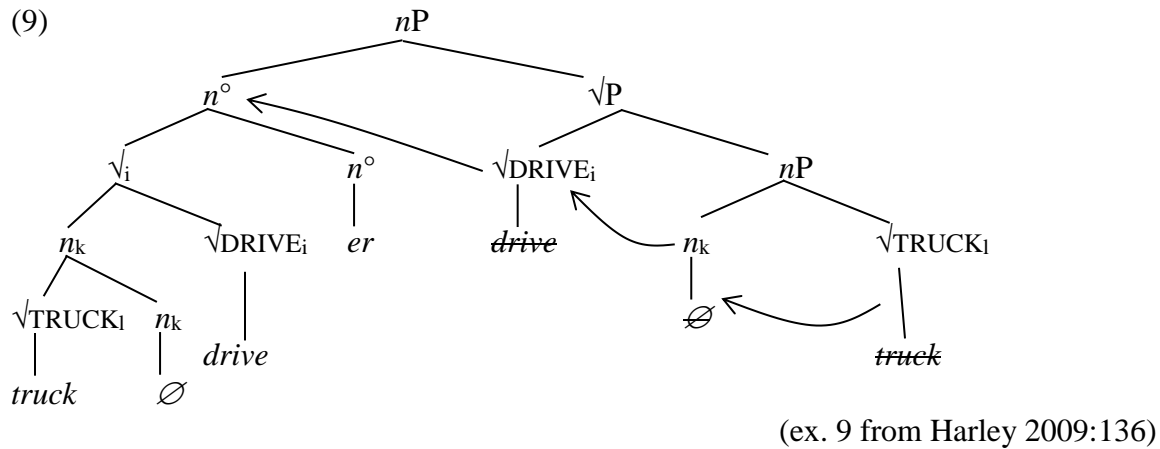 (9) nP
n° √P
√i n° √DRIVEi nP
nk √DRIVEi er drive nk √TRUCKl
√TRUCKl nk ∅
drive truck
truck ∅
(ex. 9 from Harley 2009:136)